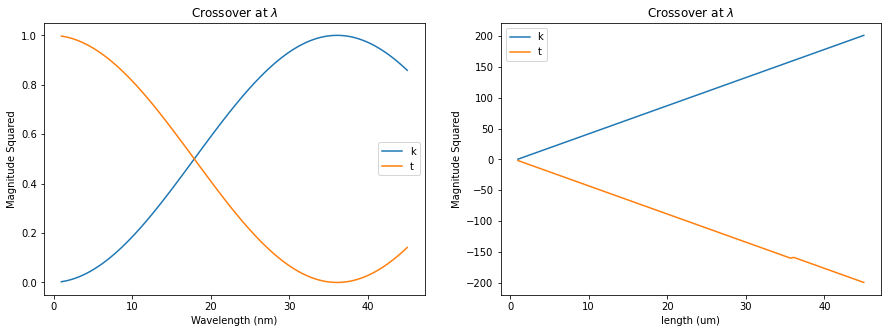 Crossover at λ
Magnitude Squared
1.0
0.8
0.6
0.4
0.2
0.0
k
t
0
10
20
30
40
Wavelength (nm)
Crossover at λ
Magnitude Squared
200
150
100
50
0
−50
−100
−150
−200
k
t
0
10
20
30
40
length (um)